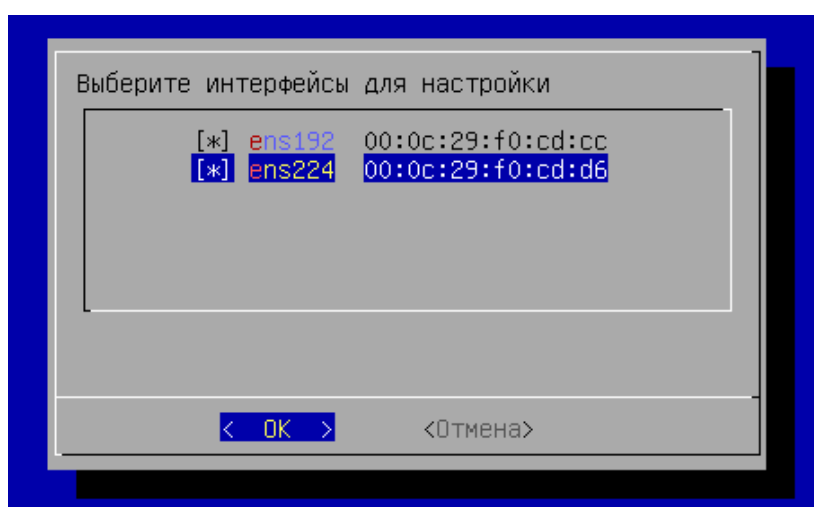 Выберите интерфейсы для настройки
[*] ens192 00:0c:29:f0:cd:cc
[*] ens224 00:0c:29:f0:cd:d6
< OK > <Отмена>